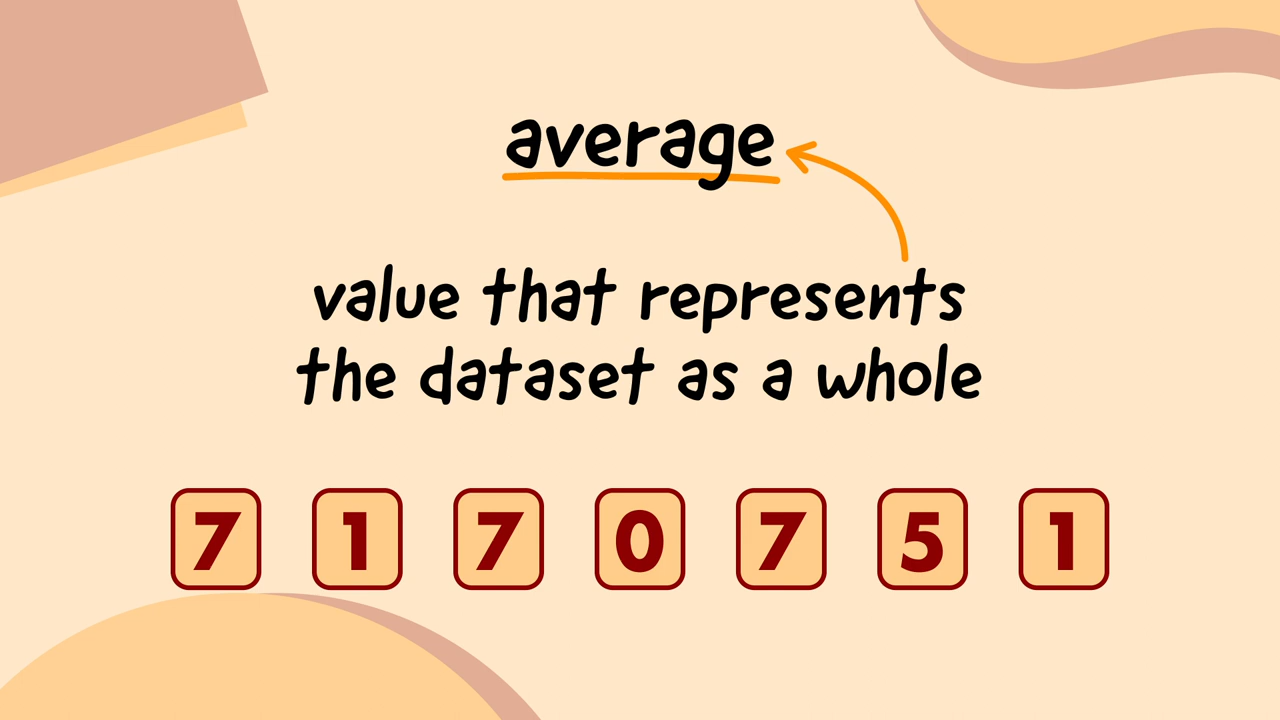 average
value that represents
the dataset as a whole
7 1 7 0 7 5 1